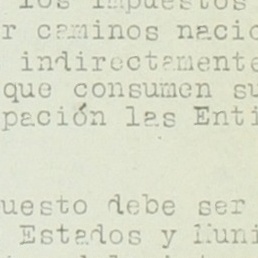 los impuestos
r caminos nacio
indirectamente
que consumen su
pación las Enti
uesto debe ser
Estados y Muni